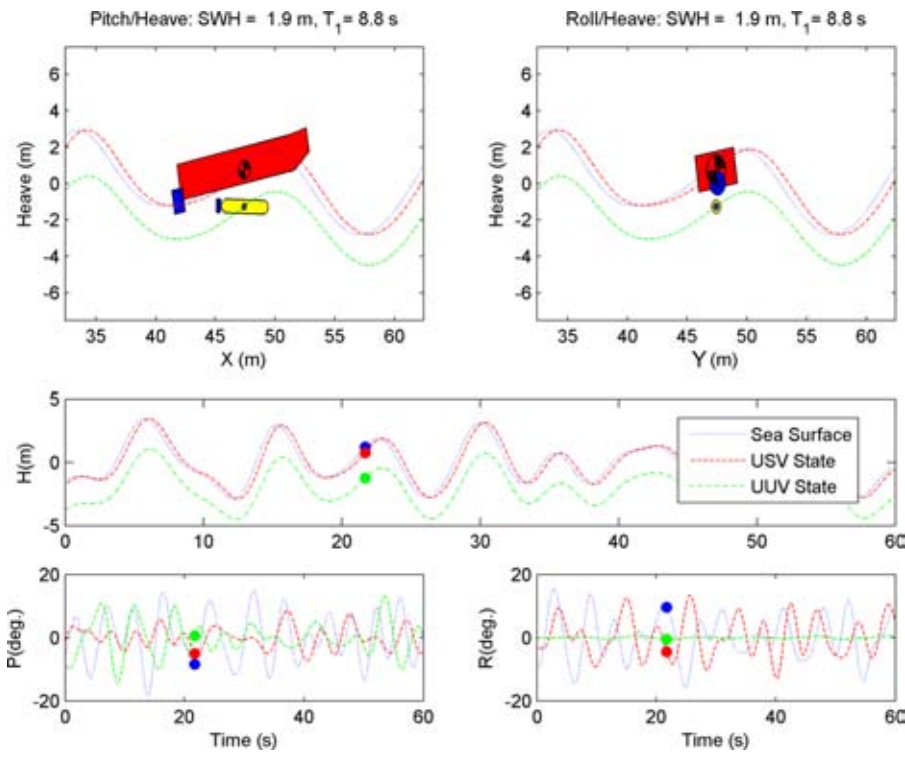 Pitch/Heave: SWH = 1.9 m, T1= 8.8 s
Roll/Heave: SWH = 1.9 m, T1= 8.8 s
6
4
2
0
-2
-4
-6
Heave (m)
35 40 45 50 55 60
X (m)
6
4
2
0
-2
-4
-6
Heave (m)
35 40 45 50 55 60
Y (m)
5
0
-5
H(m)
0 10 20 30 40 50 60
Sea Surface
USV State
UUV State
20
0
-20
P(deg.)
0 20 40 60
Time (s)
20
0
-20
R(deg.)
0 20 40 60
Time (s)